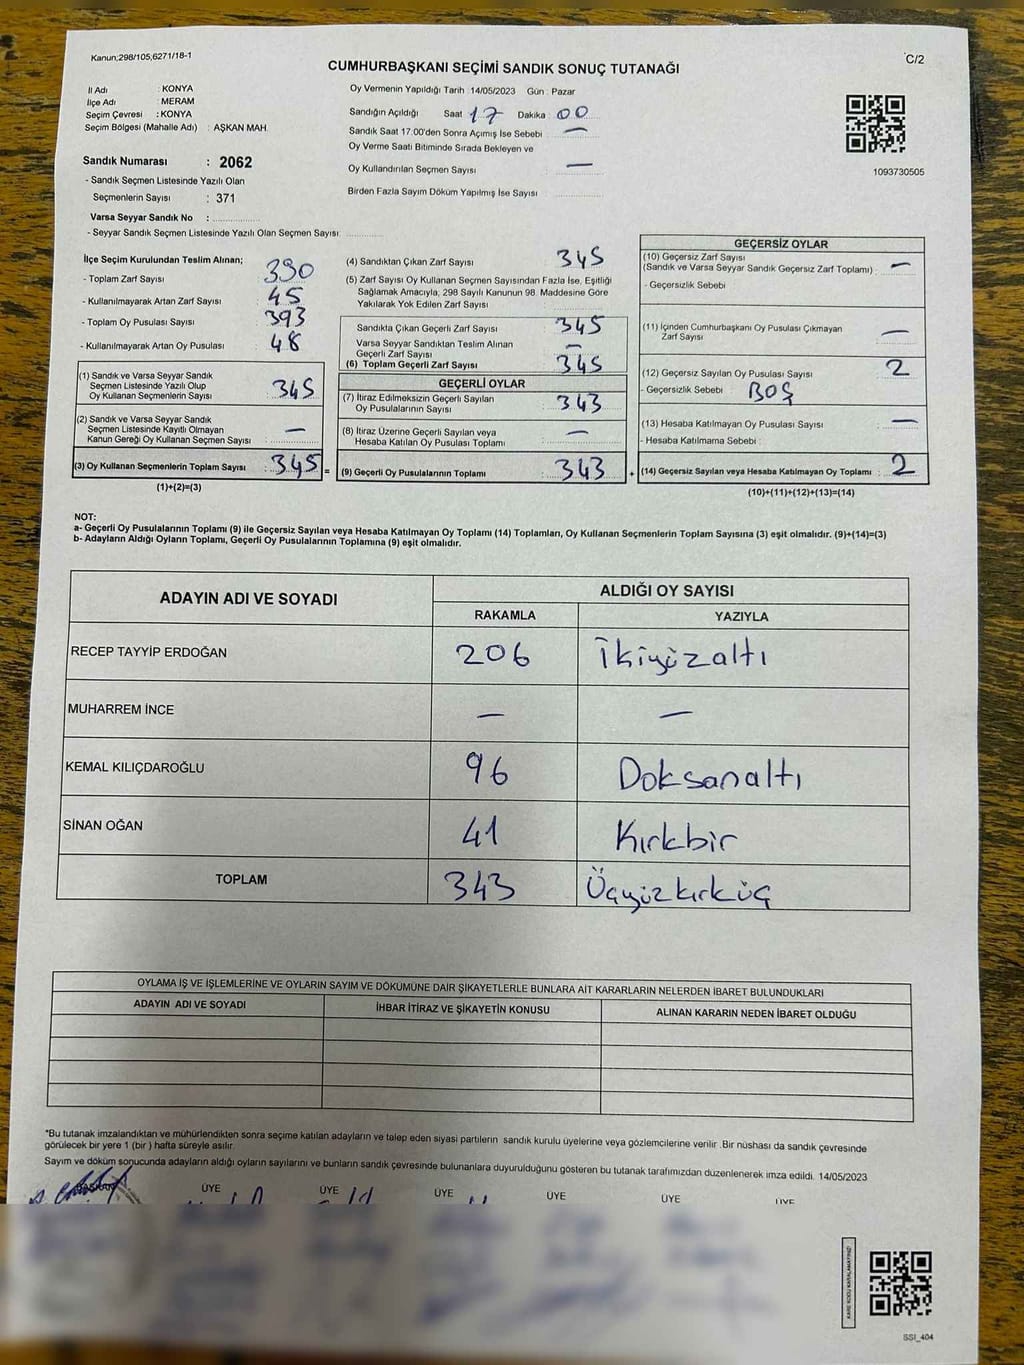 Kanun;298/105;6271/18-1
C/2
CUMHURBAŞKANI SEÇİMİ SANDIK SONUÇ TUTANAĞI
İl Adı : KONYA
İlçe Adı : MERAM
Seçim Çevresi : KONYA
Seçim Bölgesi (Mahalle Adı) : AŞKAN MAH.
Sandık Numarası : 2062
- Sandık Seçmen Listesinde Yazılı Olan
Seçmenlerin Sayısı : 371
Varsa Seyyar Sandık No :
- Seyyar Sandık Seçmen Listesinde Yazılı Olan Seçmen Sayısı:
Oy Vermenin Yapıldığı Tarih 14/05/2023 Gün : Pazar
Sandığın Açıldığı Saat 17 Dakika : 00
Sandık Saat 17.00'den Sonra Açımış İse Sebebi : —
Oy Verme Saati Bitiminde Sırada Bekleyen ve
Oy Kullandırılan Seçmen Sayısı : —
Birden Fazla Sayım Döküm Yapılmış İse Sayısı :
1093730505
İlçe Seçim Kurulundan Teslim Alınan;
- Toplam Zarf Sayısı : 390
- Kullanılmayarak Artan Zarf Sayısı : 45
- Toplam Oy Pusulası Sayısı : 393
- Kullanılmayarak Artan Oy Pusulası : 48
(1) Sandık ve Varsa Seyyar Sandık
Seçmen Listesinde Yazılı Olup
Oy Kullanan Seçmenlerin Sayısı : 345
(2) Sandık ve Varsa Seyyar Sandık
Seçmen Listesinde Kayıtlı Olmayan
Kanun Gereği Oy Kullanan Seçmen Sayısı : —
(3) Oy Kullanan Seçmenlerin Toplam Sayısı : 345 =
(1)+(2)=(3)
(4) Sandıktan Çıkan Zarf Sayısı : 345
(5) Zarf Sayısı Oy Kullanan Seçmen Sayısından Fazla İse, Eşitliği
Sağlamak Amacıyla; 298 Sayılı Kanunun 98. Maddesine Göre
Yakılarak Yok Edilen Zarf Sayısı :
Sandıkta Çıkan Geçerli Zarf Sayısı : 345
Varsa Seyyar Sandıktan Teslim Alınan
Geçerli Zarf Sayısı : —
(6) Toplam Geçerli Zarf Sayısı : 345
GEÇERLİ OYLAR
(7) İtiraz Edilmeksizin Geçerli Sayılan
Oy Pusulalarının Sayısı : 343
(8) İtiraz Üzerine Geçerli Sayılan veya
Hesaba Katılan Oy Pusulası Toplamı : —
(9) Geçerli Oy Pusulalarının Toplamı : 343 +
GEÇERSİZ OYLAR
(10) Geçersiz Zarf Sayısı
(Sandık ve Varsa Seyyar Sandık Geçersiz Zarf Toplamı) : —
- Geçersizlik Sebebi :
(11) İçinden Cumhurbaşkanı Oy Pusulası Çıkmayan
Zarf Sayısı : —
(12) Geçersiz Sayılan Oy Pusulası Sayısı : 2
- Geçersizlik Sebebi : BOŞ
(13) Hesaba Katılmayan Oy Pusulası Sayısı : —
- Hesaba Katılmama Sebebi :
(14) Geçersiz Sayılan veya Hesaba Katılmayan Oy Toplamı : 2
(10)+(11)+(12)+(13)=(14)
NOT:
a- Geçerli Oy Pusulalarının Toplamı (9) ile Geçersiz Sayılan veya Hesaba Katılmayan Oy Toplamı (14) Toplamları, Oy Kullanan Seçmenlerin Toplam Sayısına (3) eşit olmalıdır. (9)+(14)=(3)
b- Adayların Aldığı Oyların Toplamı, Geçerli Oy Pusulalarının Toplamına (9) eşit olmalıdır.
ADAYIN ADI VE SOYADI ALDIĞI OY SAYISI
RAKAMLA YAZIYLA
RECEP TAYYİP ERDOĞAN 206 İkiyüzaltı
MUHARREM İNCE — —
KEMAL KILIÇDAROĞLU 96 Doksanaltı
SİNAN OĞAN 41 Kırkbir
TOPLAM 343 Üçyüzkırküç
OYLAMA İŞ VE İŞLEMLERİNE VE OYLARIN SAYIM VE DÖKÜMÜNE DAİR ŞİKAYETLERLE BUNLARA AİT KARARLARIN NELERDEN İBARET BULUNDUKLARI
ADAYIN ADI VE SOYADI İHBAR İTİRAZ VE ŞİKAYETİN KONUSU ALINAN KARARIN NEDEN İBARET OLDUĞU
*Bu tutanak imzalandıktan ve mühürlendikten sonra seçime katılan adayların ve talep eden siyasi partilerin sandık kurulu üyelerine veya gözlemcilerine verilir .Bir nüshası da sandık çevresinde
görülecek bir yere 1 (bir ) hafta süreyle asılır.
Sayım ve döküm sonucunda adayların aldığı oyların sayılarını ve bunların sandık çevresinde bulunanlara duyurulduğunu gösteren bu tutanak tarafımızdan düzenlenerek imza edildi. 14/05/2023
BAŞKAN ÜYE ÜYE ÜYE ÜYE ÜYE ÜYE
KARE KODU KARALAMAYINIZ!
SSI_404